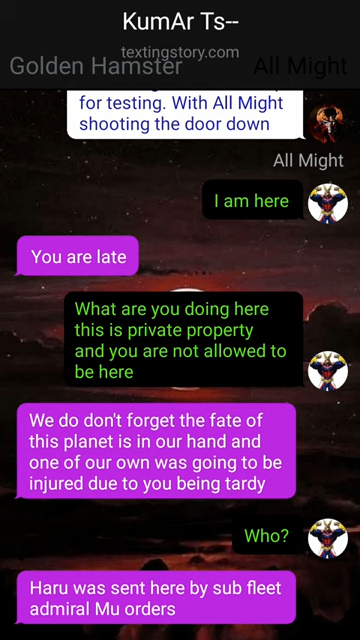 KumAr Ts--
textingstory.com
Golden Hamster
All Might
for testing. With All Might
shooting the door down
All Might
I am here
You are late
What are you doing here
this is private property
and you are not allowed to
be here
We do don't forget the fate of
this planet is in our hand and
one of our own was going to be
injured due to you being tardy
Who?
Haru was sent here by sub fleet
admiral Mu orders